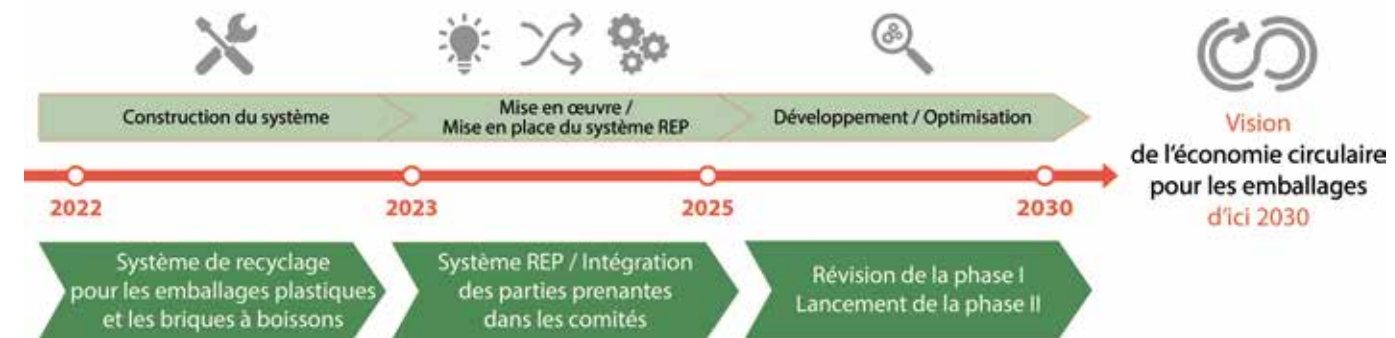 Construction du système
Mise en œuvre /
Mise en place du système REP
Développement / Optimisation
Vision
de l'économie circulaire
pour les emballages
d'ici 2030
2022
2023
2025
2030
Système de recyclage
pour les emballages plastiques
et les briques à boissons
Système REP / Intégration
des parties prenantes
dans les comités
Révision de la phase I
Lancement de la phase II